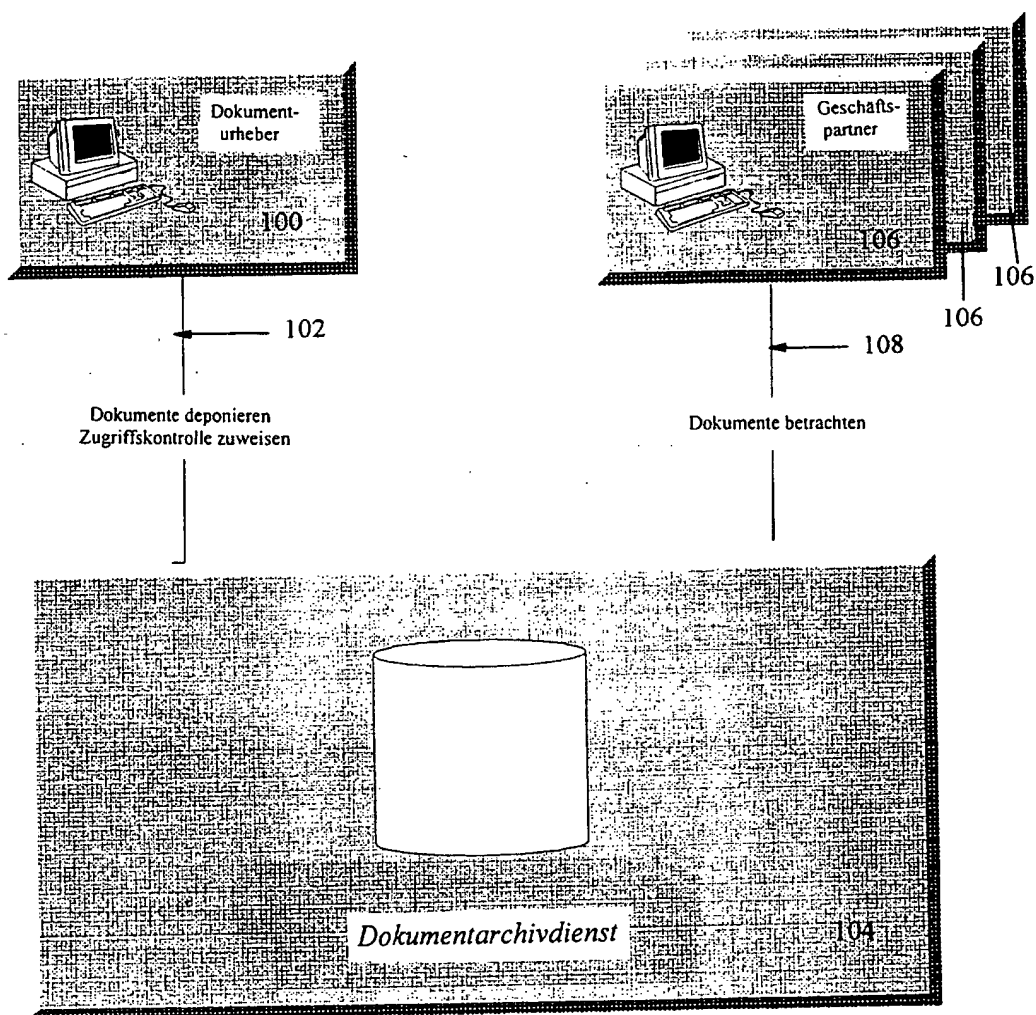 Dokument-
urheber
100
Geschäfts-
partner
106
106
106
102
108
Dokumente deponieren
Zugriffskontrolle zuweisen
Dokumente betrachten
Dokumentarchivdienst
104